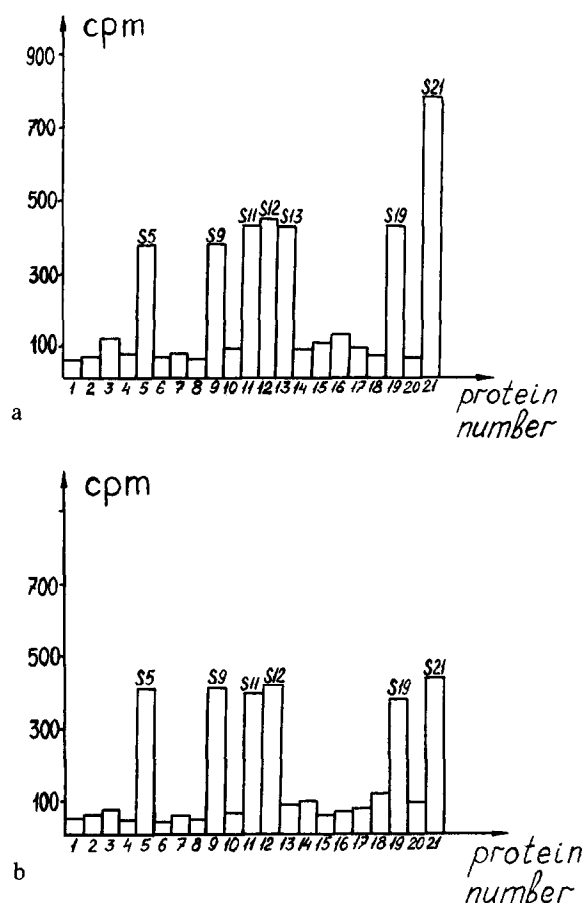 cpm
900
700
500
300
100
S5
S9
S11
S12
S13
S19
S21
1 2 3 4 5 6 7 8 9 10 11 12 13 14 15 16 17 18 19 20 21
protein
number
a
cpm
700
500
300
100
S5
S9
S11
S12
S19
S21
1 2 3 4 5 6 7 8 9 10 11 12 13 14 15 16 17 18 19 20 21
protein
number
b